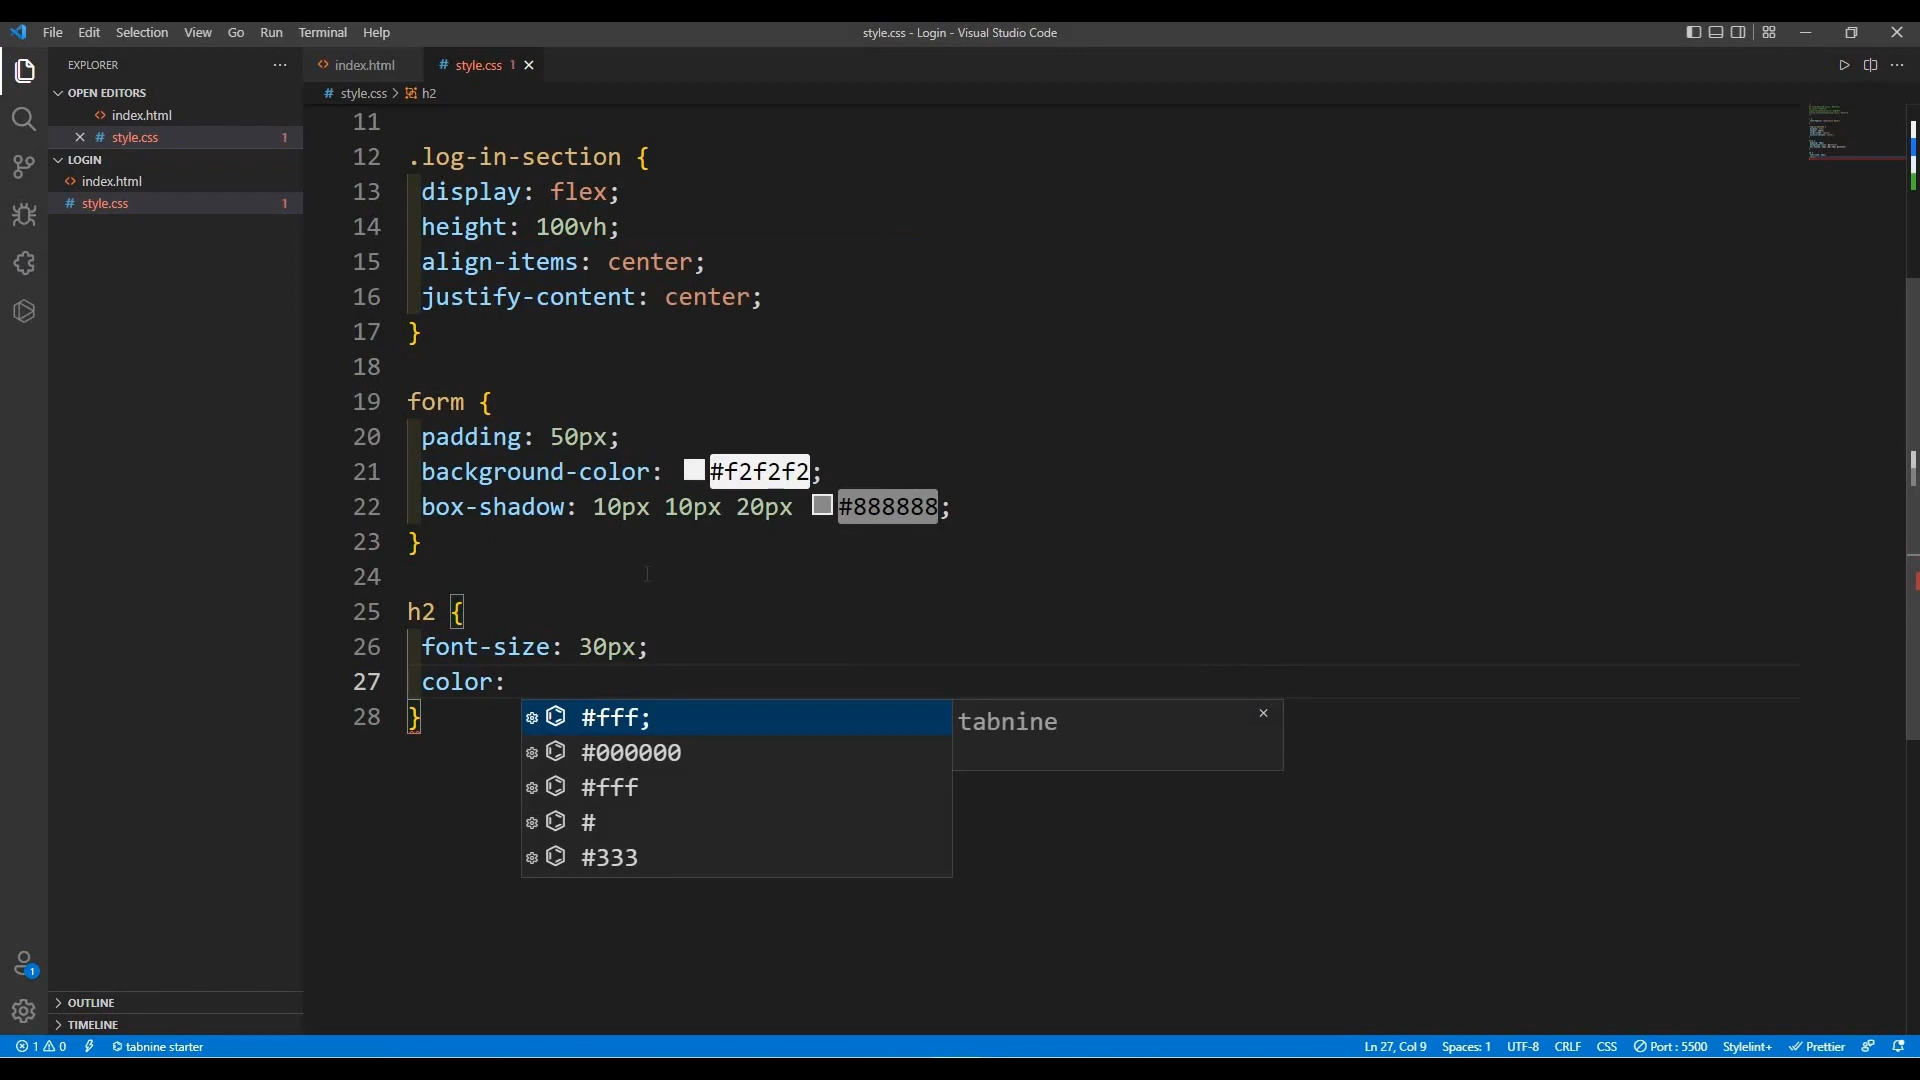 File Edit Selection View Go Run Terminal Help
style.css - Login - Visual Studio Code
EXPLORER
OPEN EDITORS
index.html
# style.css 1
LOGIN
index.html
# style.css 1
OUTLINE
TIMELINE
index.html
# style.css 1
# style.css > h2
11
12 .log-in-section {
13 display: flex;
14 height: 100vh;
15 align-items: center;
16 justify-content: center;
17 }
18
19 form {
20 padding: 50px;
21 background-color: #f2f2f2;
22 box-shadow: 10px 10px 20px #888888;
23 }
24
25 h2 {
26 font-size: 30px;
27 color:
28 }
#fff;
#000000
#fff
#
#333
tabnine
1
1 0 tabnine starter
Ln 27, Col 9 Spaces: 1 UTF-8 CRLF CSS Port : 5500 Stylelint+ Prettier